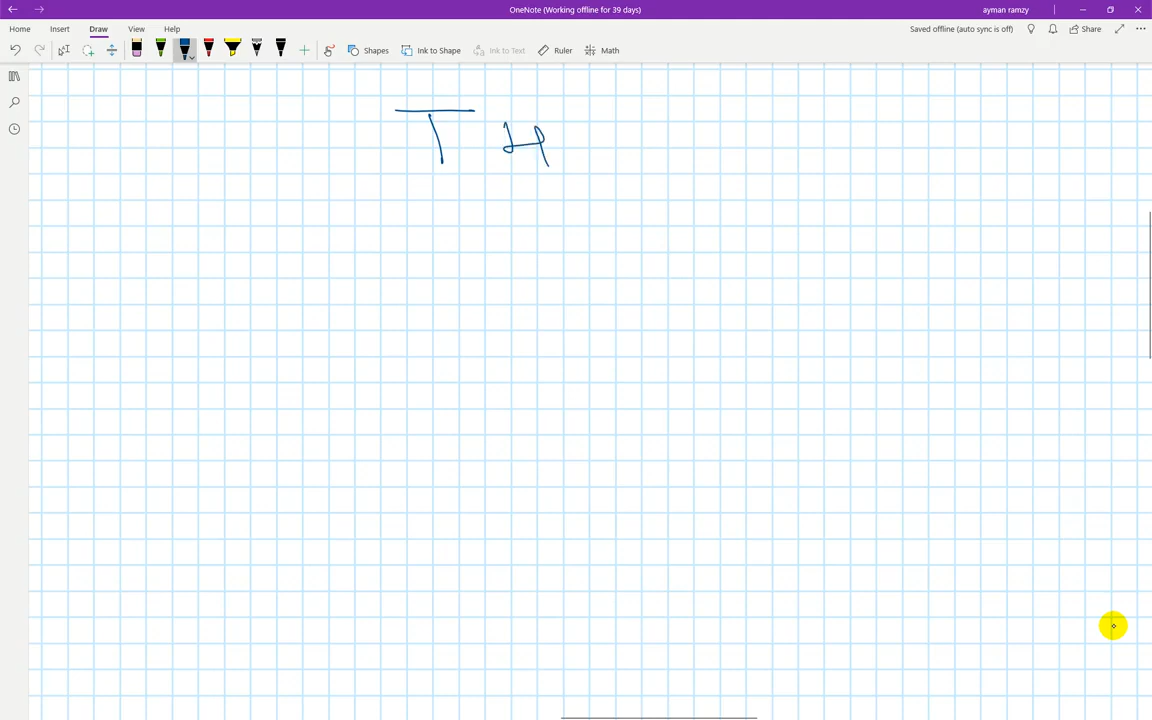 OneNote (Working offline for 39 days)
ayman ramzy
Home Insert Draw View Help
Saved offline (auto sync is off)
Share
Shapes Ink to Shape Ink to Text Ruler Math
T H